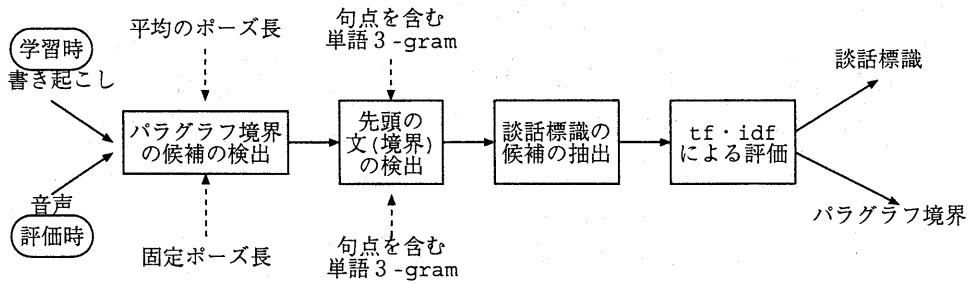 平均のポーズ長
句点を含む
単語3-gram
学習時
書き起こし
談話標識
パラグラフ境界
の候補の検出
先頭の
文(境界)
の検出
談話標識の
候補の抽出
tf・idf
による評価
音声
評価時
固定ポーズ長
句点を含む
単語3-gram
パラグラフ境界